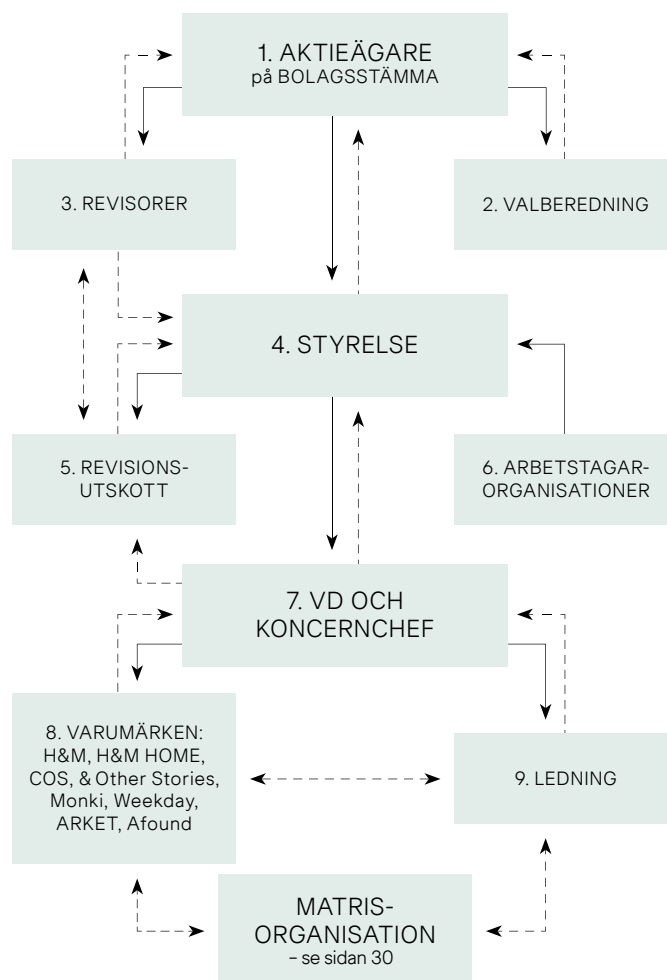 1. AKTIEÄGARE
på BOLAGSSTÄMMA
3. REVISORER
2. VALBEREDNING
4. STYRELSE
5. REVISIONS-
UTSKOTT
6. ARBETSTAGAR-
ORGANISATIONER
7. VD OCH
KONCERNCHEF
8. VARUMÄRKEN:
H&M, H&M HOME,
COS, & Other Stories,
Monki, Weekday,
ARKET, Afound
9. LEDNING
MATRIS-
ORGANISATION
– se sidan 30